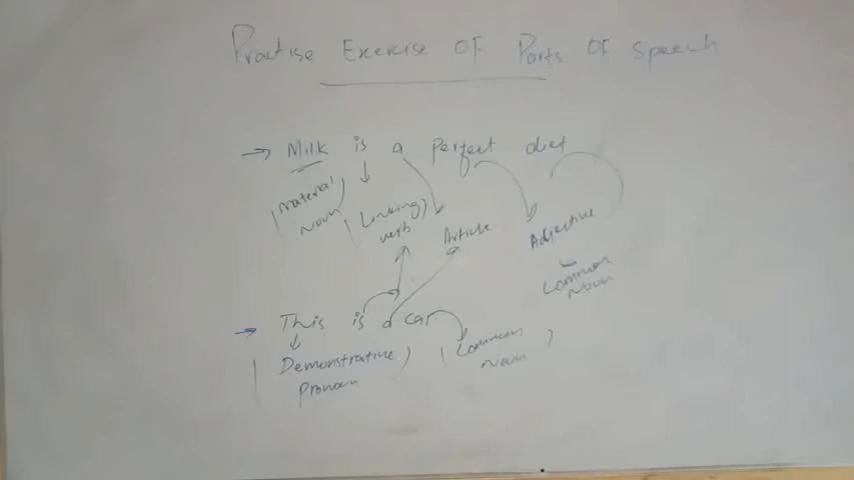 Practise Exercise Of Parts Of Speech
→ Milk is a perfect diet
(Material
Noun)
(Linking)
verb
Article
Adjective
Common
Noun
→ This is a car
(Demonstrative)
Pronoun
(Common
Noun)